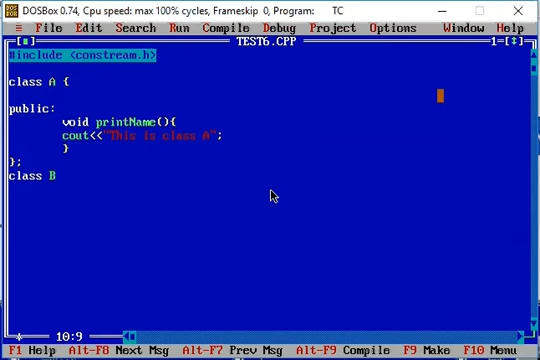 DOSBox 0.74, Cpu speed: max 100% cycles, Frameskip 0, Program: TC
≡ File Edit Search Run Compile Debug Project Options Window Help
[■] TEST6.CPP 1=[↕]
#include <constream.h>
class A {
public:
void printName(){
cout<<"This is class A";
}
};
class B
10:9
F1 Help Alt-F8 Next Msg Alt-F7 Prev Msg Alt-F9 Compile F9 Make F10 Menu